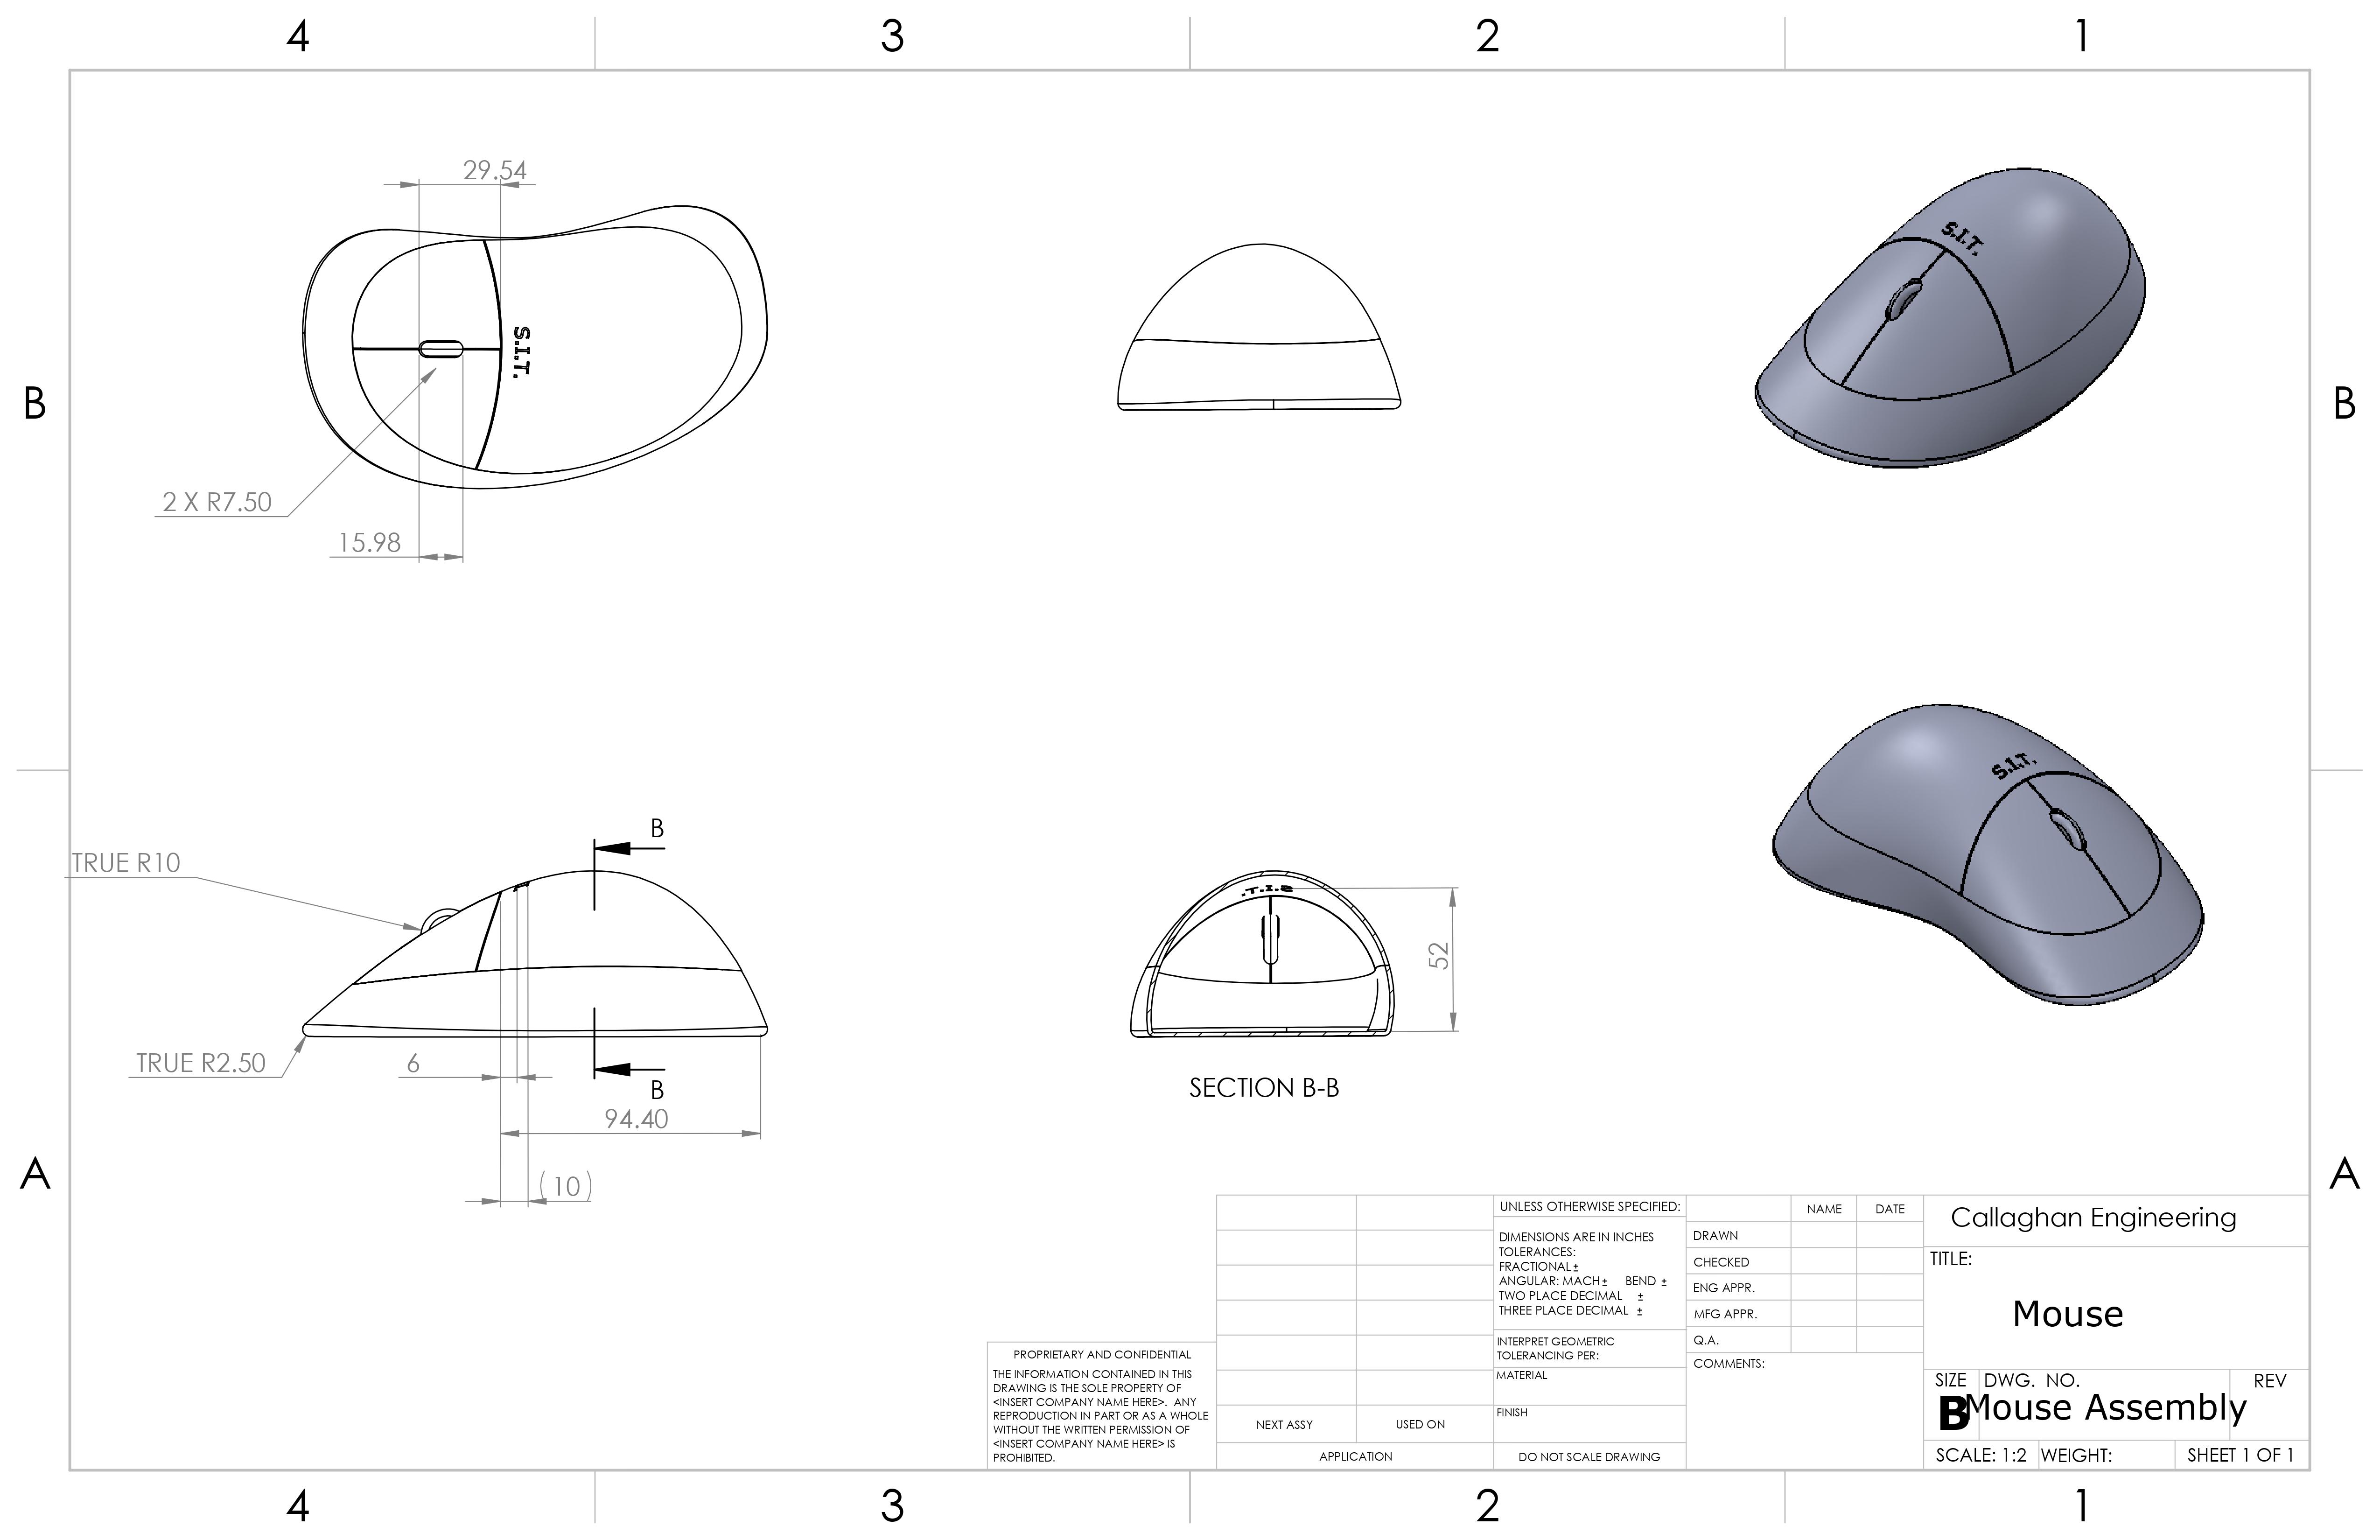 4 3 2 1
29.54
S.I.T.
S.I.T.
B B
2 X R7.50
15.98
S.I.T.
B
TRUE R10
S.I.T.
52
TRUE R2.50
6
B
SECTION B-B
94.40
(10)
A A
UNLESS OTHERWISE SPECIFIED:
DIMENSIONS ARE IN INCHES
TOLERANCES:
FRACTIONAL ±
ANGULAR: MACH ± BEND ±
TWO PLACE DECIMAL ±
THREE PLACE DECIMAL ±
INTERPRET GEOMETRIC
TOLERANCING PER:
MATERIAL
FINISH
DO NOT SCALE DRAWING
NAME DATE
DRAWN
CHECKED
ENG APPR.
MFG APPR.
Q.A.
COMMENTS:
Callaghan Engineering
TITLE:
Mouse
SIZE DWG. NO. REV
B Mouse Assembly
SCALE: 1:2 WEIGHT: SHEET 1 OF 1
PROPRIETARY AND CONFIDENTIAL
THE INFORMATION CONTAINED IN THIS
DRAWING IS THE SOLE PROPERTY OF
<INSERT COMPANY NAME HERE>. ANY
REPRODUCTION IN PART OR AS A WHOLE
WITHOUT THE WRITTEN PERMISSION OF
<INSERT COMPANY NAME HERE> IS
PROHIBITED.
NEXT ASSY USED ON
APPLICATION
4 3 2 1